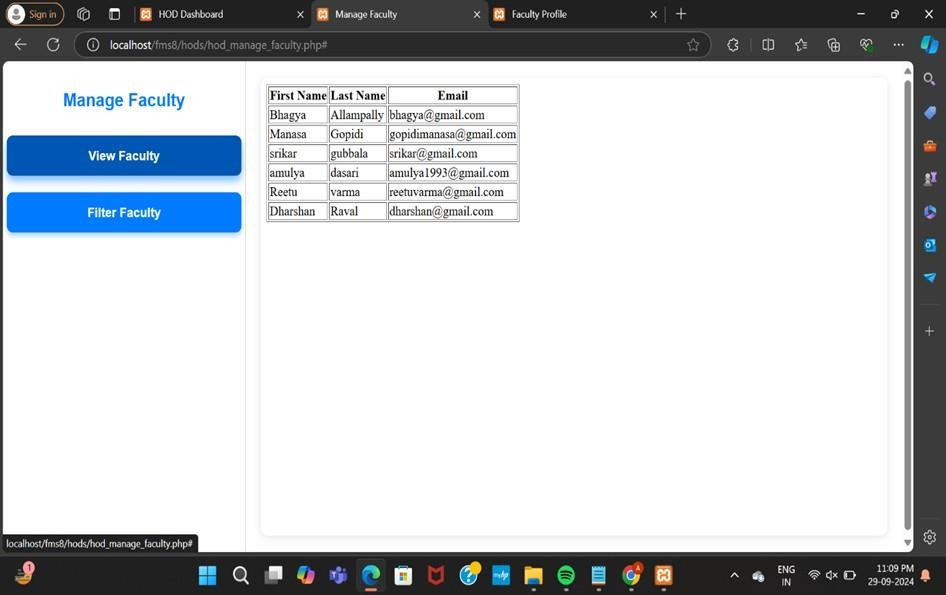 Sign in
HOD Dashboard
Manage Faculty
Faculty Profile
localhost/fms8/hods/hod_manage_faculty.php#
Manage Faculty
View Faculty
Filter Faculty
First Name Last Name Email
Bhagya Allampally bhagya@gmail.com
Manasa Gopidi gopidimanasa@gmail.com
srikar gubbala srikar@gmail.com
amulya dasari amulya1993@gmail.com
Reetu varma reetuvarma@gmail.com
Dharshan Raval dharshan@gmail.com
localhost/fms8/hods/hod_manage_faculty.php#
1
ENG
IN
11:09 PM
29-09-2024